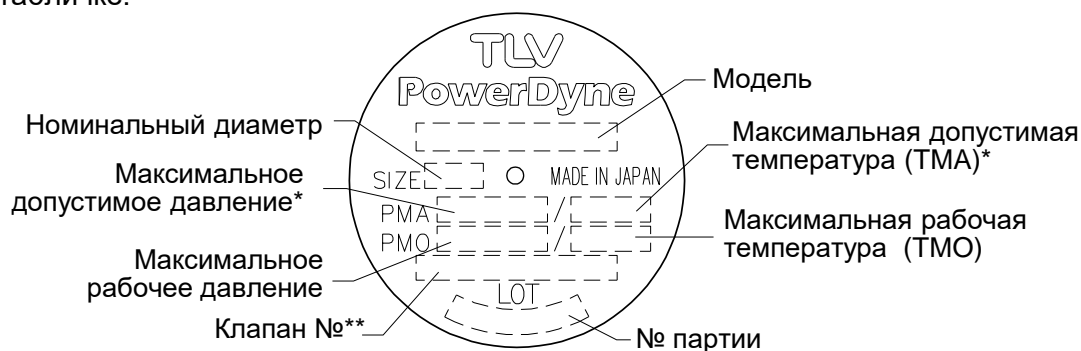 табличке.
TLV
PowerDyne
Модель
Номинальный диаметр
Максимальная допустимая
температура (TMA)*
Максимальное
допустимое давление*
SIZE
MADE IN JAPAN
PMA /
PMO /
Максимальная рабочая
температура (TMO)
Максимальное
рабочее давление
LOT
Клапан №**
№ партии